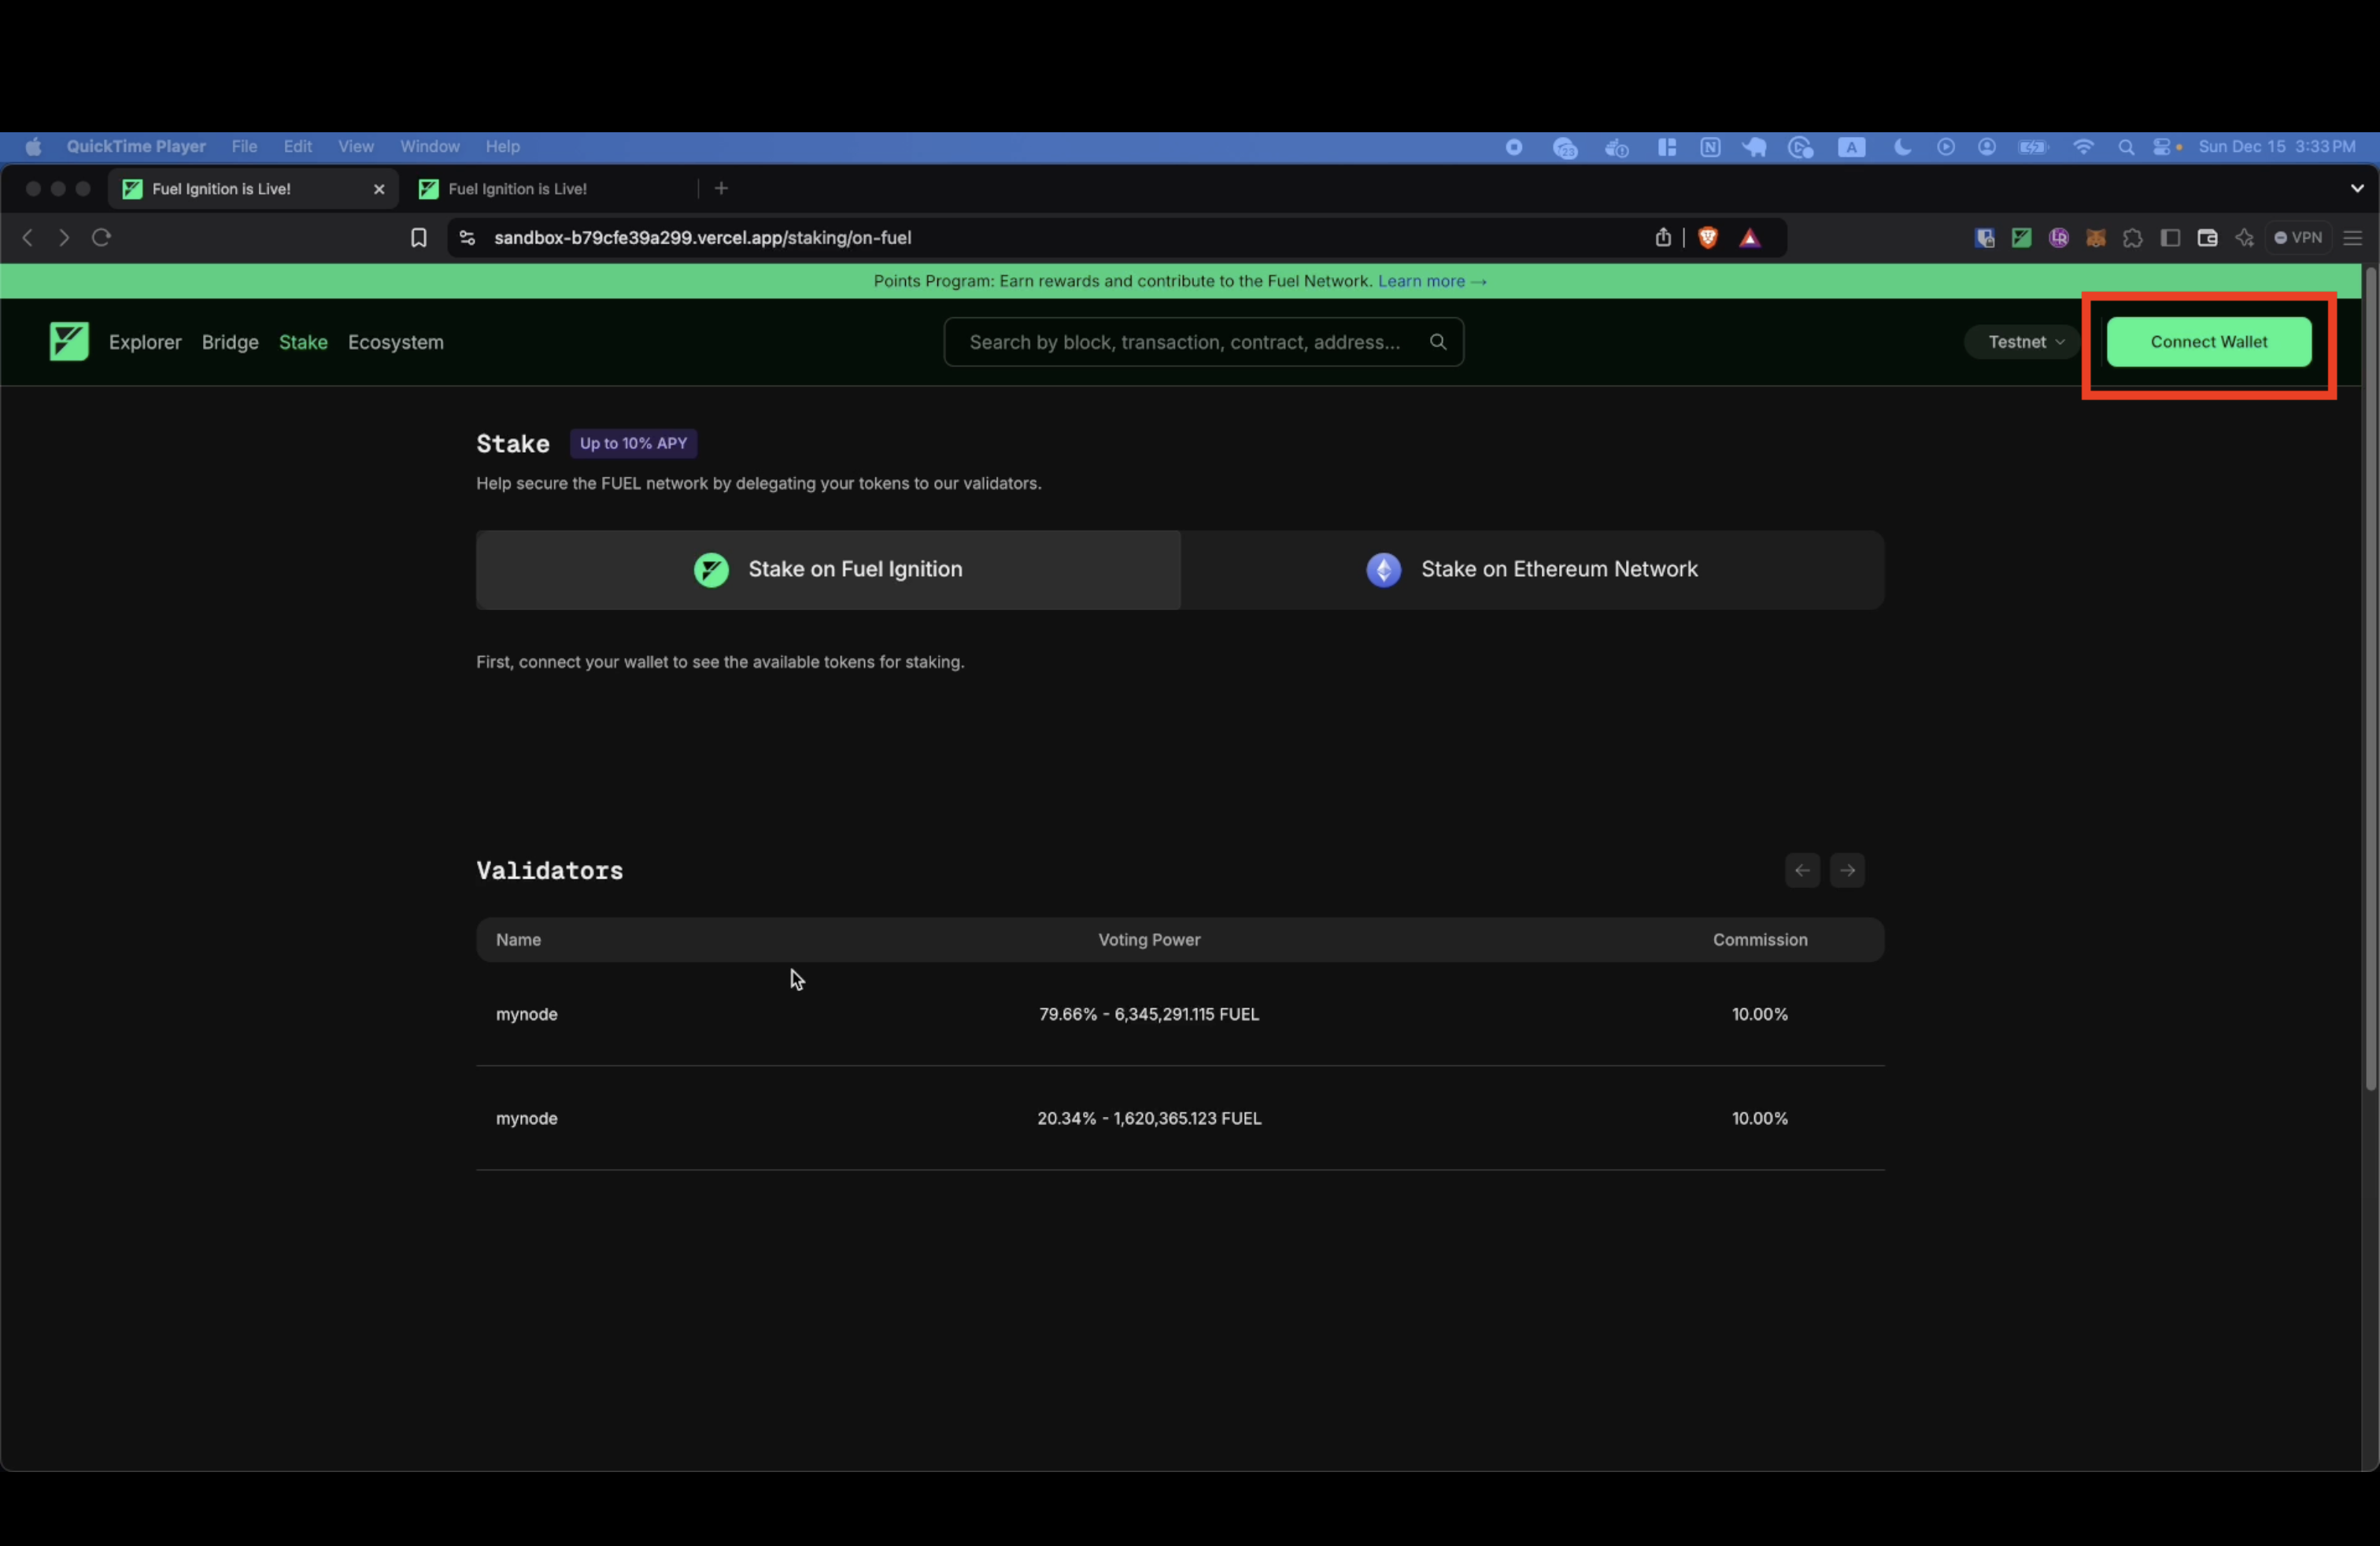 QuickTime Player File Edit View Window Help
23 N A Sun Dec 15 3:33 PM
Fuel Ignition is Live! Fuel Ignition is Live!
sandbox-b79cfe39a299.vercel.app/staking/on-fuel VPN
Points Program: Earn rewards and contribute to the Fuel Network. Learn more →
Explorer Bridge Stake Ecosystem Search by block, transaction, contract, address... Testnet Connect Wallet
Stake Up to 10% APY
Help secure the FUEL network by delegating your tokens to our validators.
Stake on Fuel Ignition Stake on Ethereum Network
First, connect your wallet to see the available tokens for staking.
Validators
Name Voting Power Commission
mynode 79.66% - 6,345,291.115 FUEL 10.00%
mynode 20.34% - 1,620,365.123 FUEL 10.00%